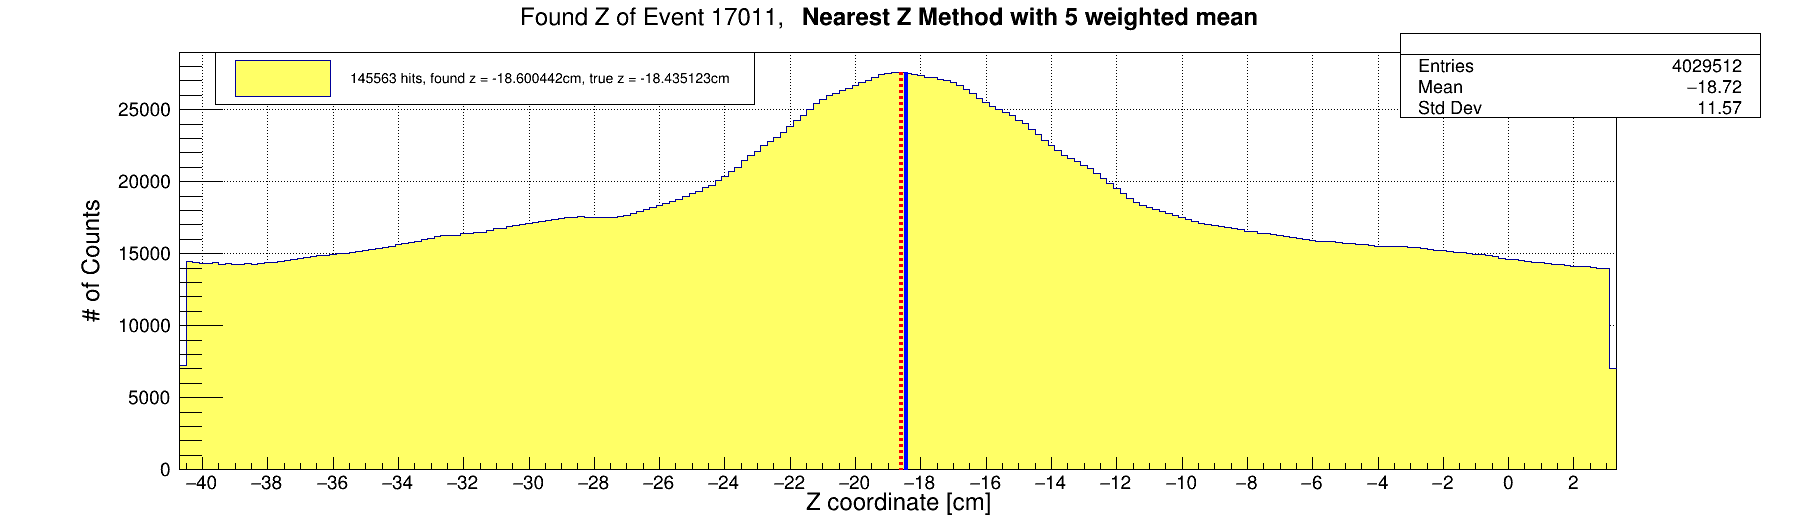 Found Z of Event 17011, Nearest Z Method with 5 weighted mean
145563 hits, found z = -18.600442cm, true z = -18.435123cm
Entries 4029512
Mean −18.72
Std Dev 11.57
# of Counts
25000
20000
15000
10000
5000
0
−40 −38 −36 −34 −32 −30 −28 −26 −24 −22 −20 −18 −16 −14 −12 −10 −8 −6 −4 −2 0 2
Z coordinate [cm]